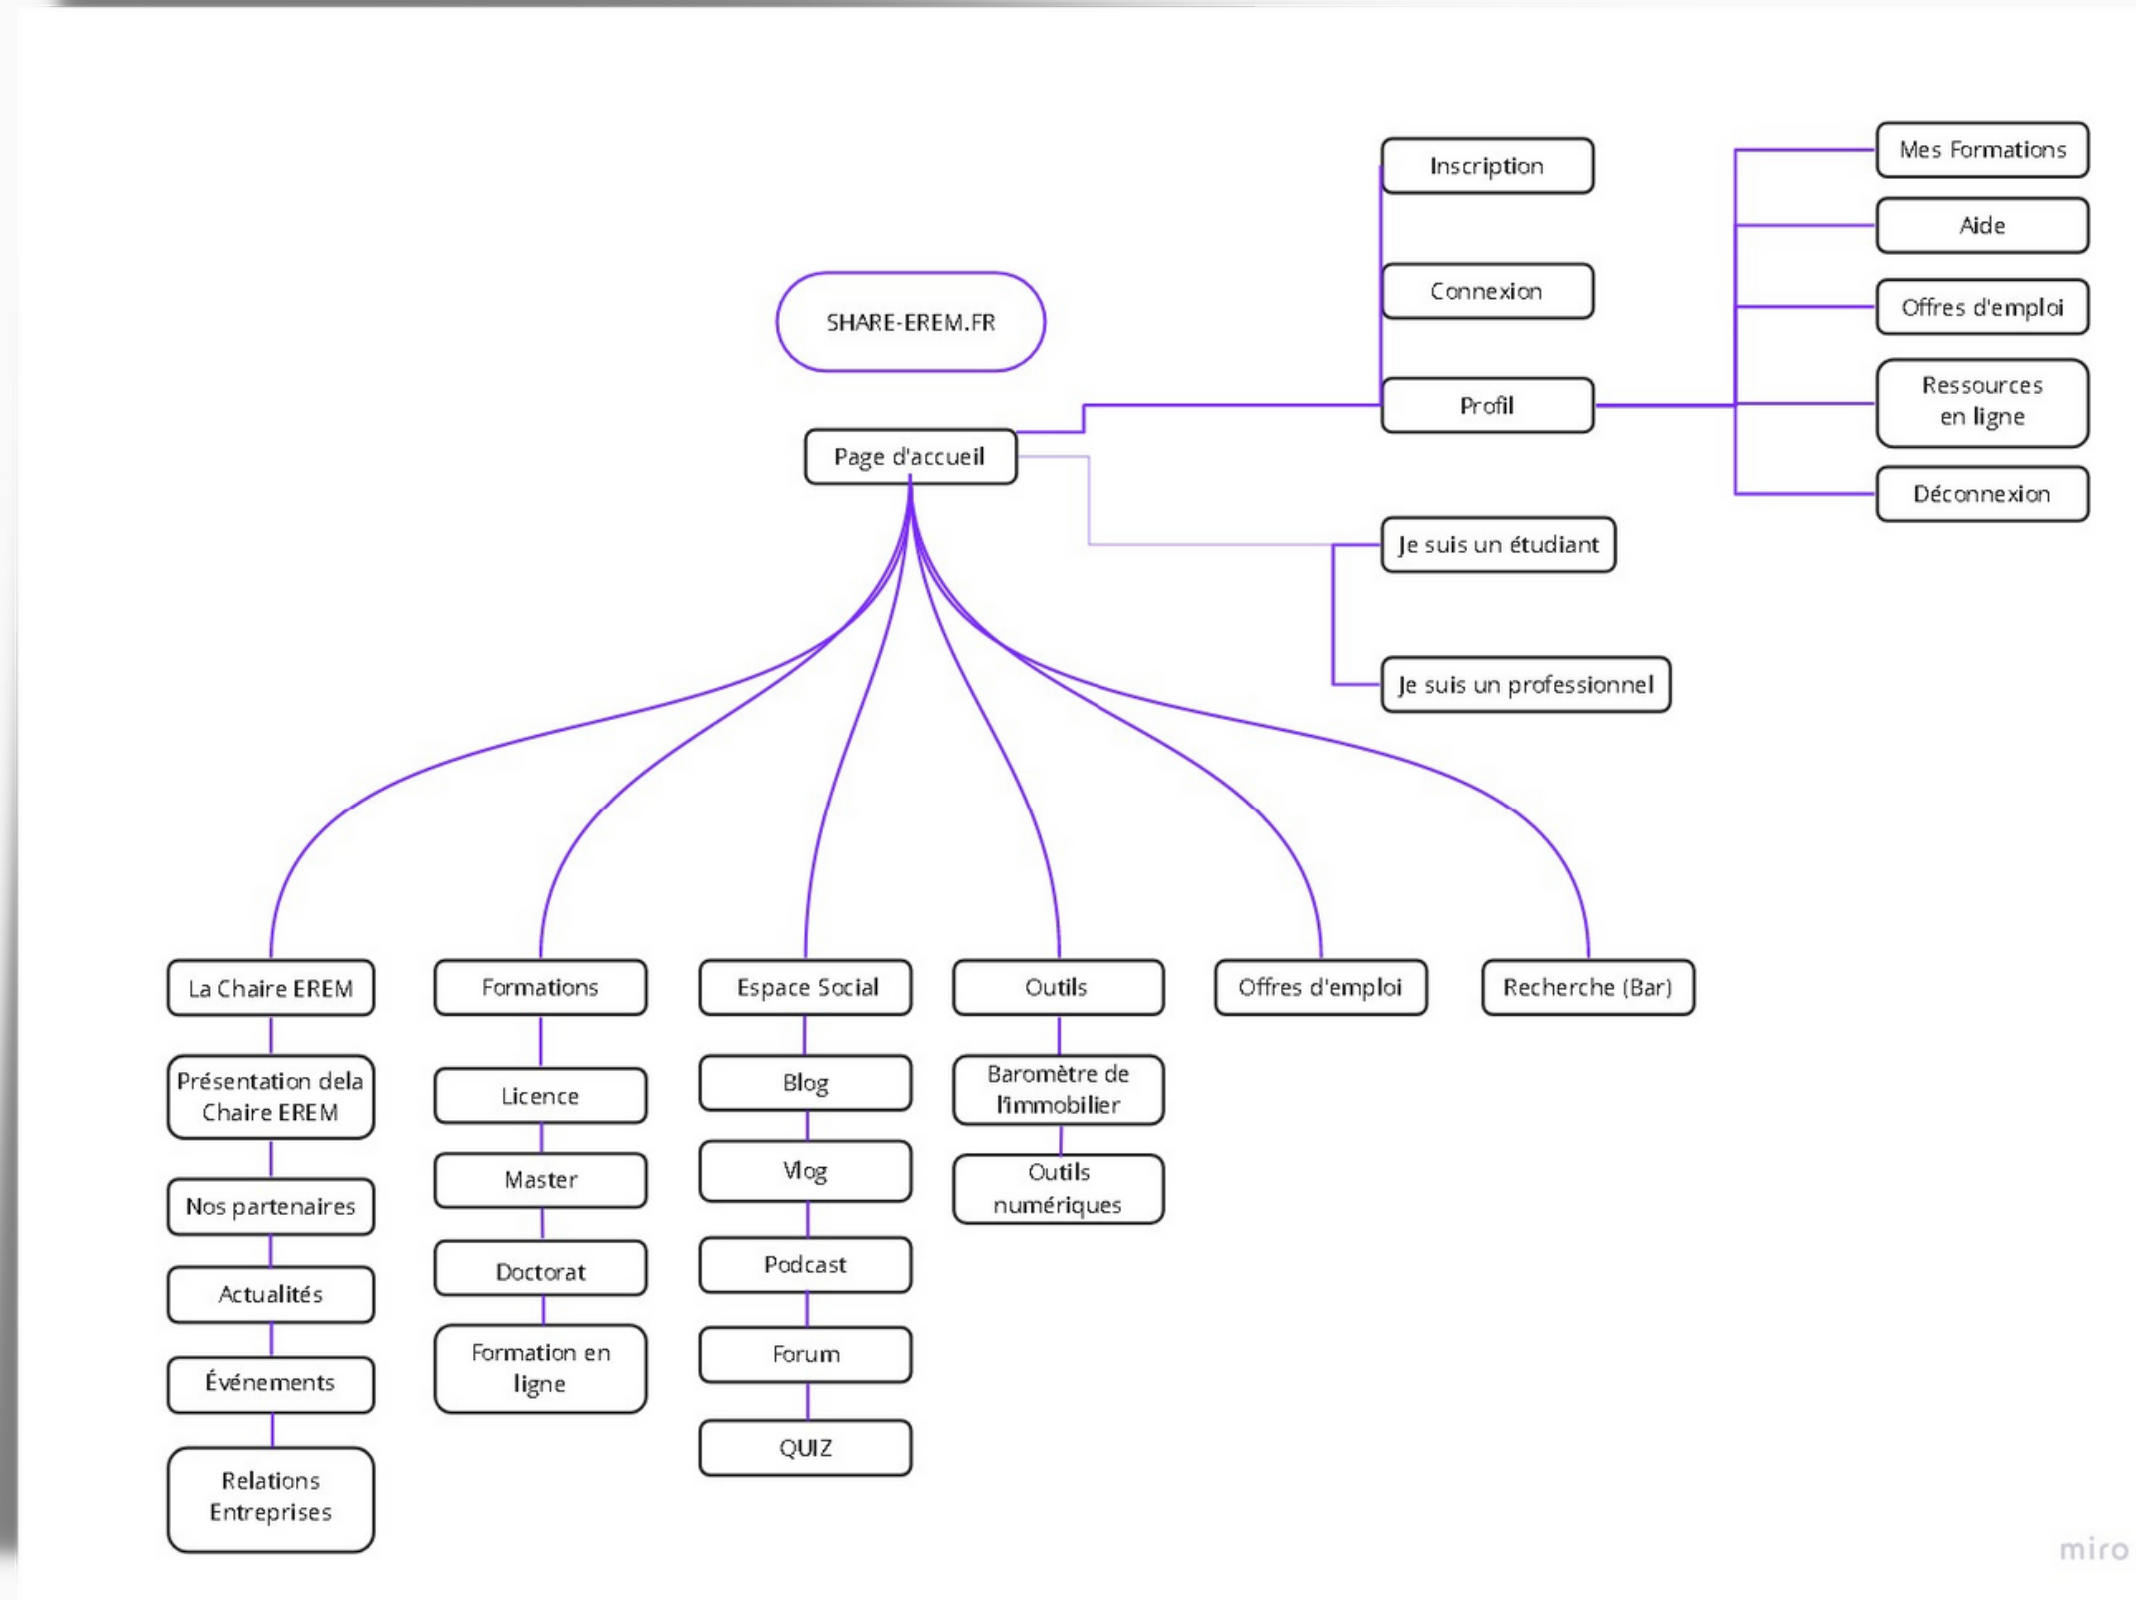 Inscription
Connexion
Profil
Mes Formations
Aide
Offres d'emploi
Ressources
en ligne
Déconnexion
SHARE-EREM.FR
Page d'accueil
Je suis un étudiant
Je suis un professionnel
La Chaire EREM
Présentation dela
Chaire EREM
Nos partenaires
Actualités
Événements
Relations
Entreprises
Formations
Licence
Master
Doctorat
Formation en
ligne
Espace Social
Blog
Vlog
Podcast
Forum
QUIZ
Outils
Baromètre de
l'immobilier
Outils
numériques
Offres d'emploi
Recherche (Bar)
miro